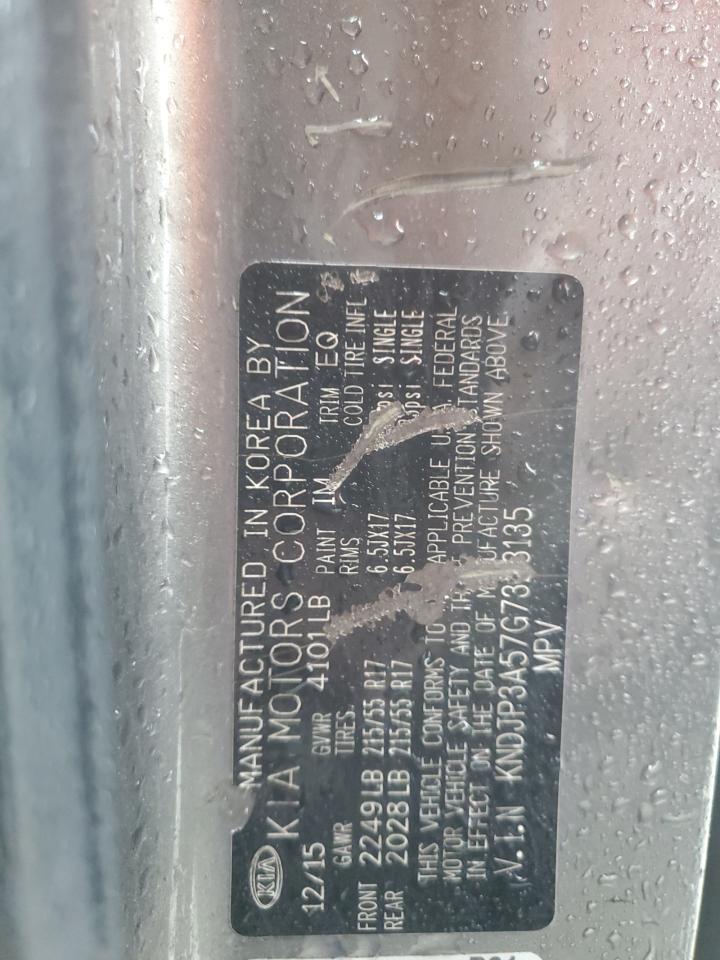 KIA
MANUFACTURED IN KOREA BY
KIA MOTORS CORPORATION
12/15 GVWR 4101LB PAINT IM TRIM EQ
GAWR TIRES RIMS COLD TIRE INFL
FRONT 2249LB 215/55 R17 6.5JX17 psi SINGLE
REAR 2028LB 215/55 R17 6.5JX17 psi SINGLE
THIS VEHICLE CONFORMS TO APPLICABLE FEDERAL
MOTOR VEHICLE SAFETY AND PREVENTION STANDARDS
IN EFFECT ON THE DATE OF MANUFACTURE SHOWN ABOVE
V.I.N
MPV